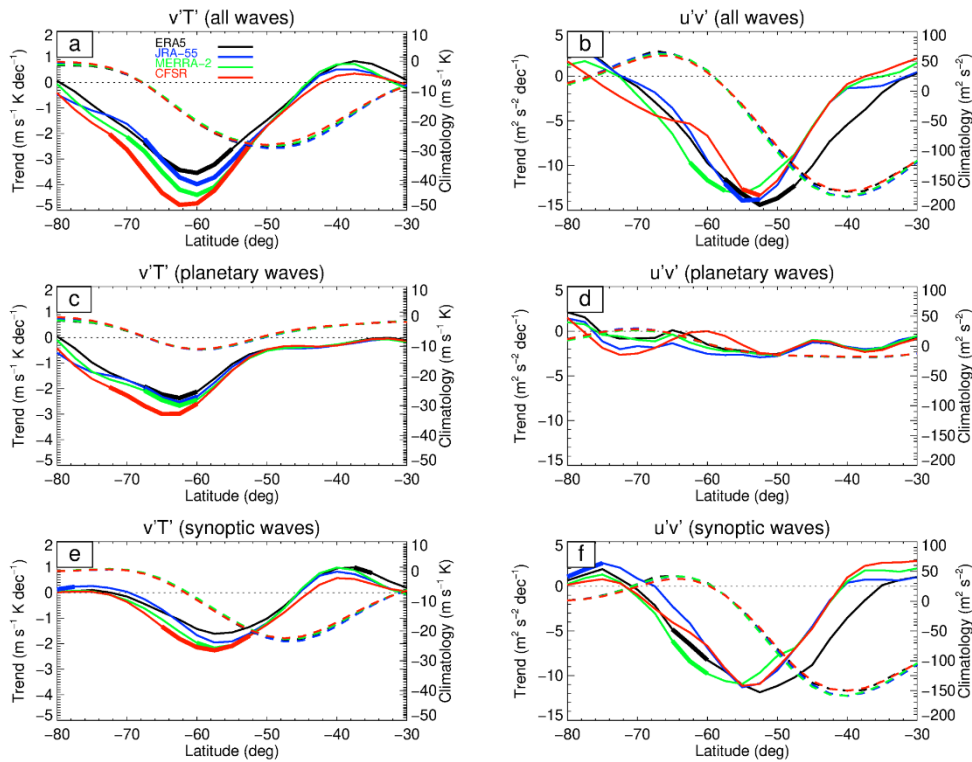 v'T' (all waves)
a
ERA5
JRA-55
MERRA-2
CFSR
2
1
0
−1
−2
−3
−4
−5
Trend (m s⁻¹ K dec⁻¹)
10
0
−10
−20
−30
−40
−50
Climatology (m s⁻¹ K)
−80 −70 −60 −50 −40 −30
Latitude (deg)
u'v' (all waves)
b
5
0
−5
−10
−15
Trend (m² s⁻² dec⁻¹)
100
50
0
−50
−100
−150
−200
Climatology (m² s⁻²)
−80 −70 −60 −50 −40 −30
Latitude (deg)
v'T' (planetary waves)
c
2
1
0
−1
−2
−3
−4
−5
Trend (m s⁻¹ K dec⁻¹)
10
0
−10
−20
−30
−40
−50
Climatology (m s⁻¹ K)
−80 −70 −60 −50 −40 −30
Latitude (deg)
u'v' (planetary waves)
d
5
0
−5
−10
−15
Trend (m² s⁻² dec⁻¹)
100
50
0
−50
−100
−150
−200
Climatology (m² s⁻²)
−80 −70 −60 −50 −40 −30
Latitude (deg)
v'T' (synoptic waves)
e
2
1
0
−1
−2
−3
−4
−5
Trend (m s⁻¹ K dec⁻¹)
10
0
−10
−20
−30
−40
−50
Climatology (m s⁻¹ K)
−80 −70 −60 −50 −40 −30
Latitude (deg)
u'v' (synoptic waves)
f
5
0
−5
−10
−15
Trend (m² s⁻² dec⁻¹)
100
50
0
−50
−100
−150
−200
Climatology (m² s⁻²)
−80 −70 −60 −50 −40 −30
Latitude (deg)